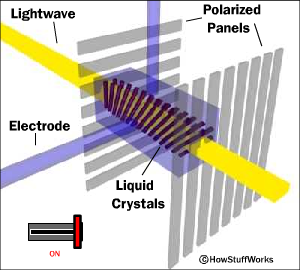 Lightwave
Polarized
Panels
Electrode
Liquid
Crystals
ON
©HowStuffWorks